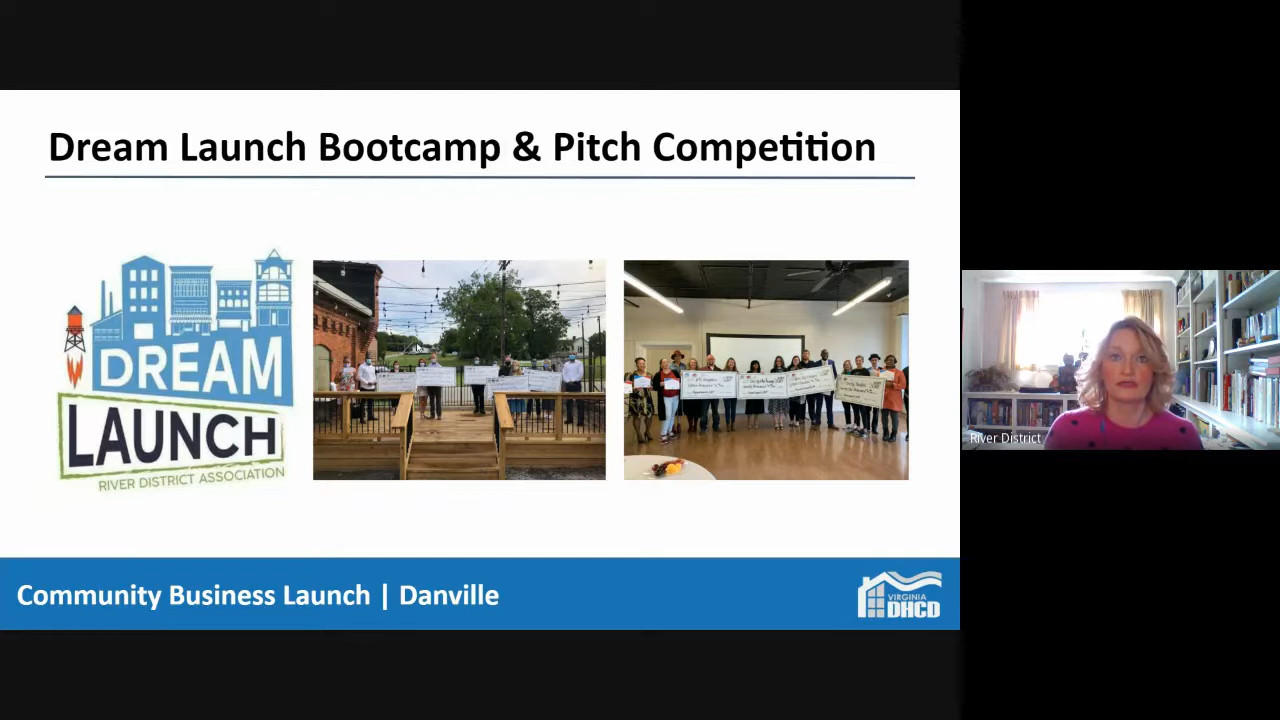 Dream Launch Bootcamp & Pitch Competition
DREAM
LAUNCH
RIVER DISTRICT ASSOCIATION
River District
Community Business Launch | Danville
VIRGINIA
DHCD